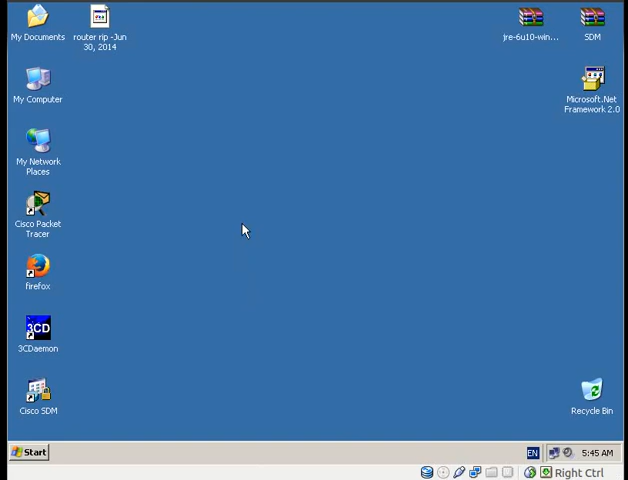 My Documents
router rip -Jun
30, 2014
jre-6u10-win...
SDM
My Computer
Microsoft.Net
Framework 2.0
My Network
Places
Cisco Packet
Tracer
firefox
3CD
3CDaemon
Cisco SDM
Recycle Bin
Start
EN
5:45 AM
Right Ctrl